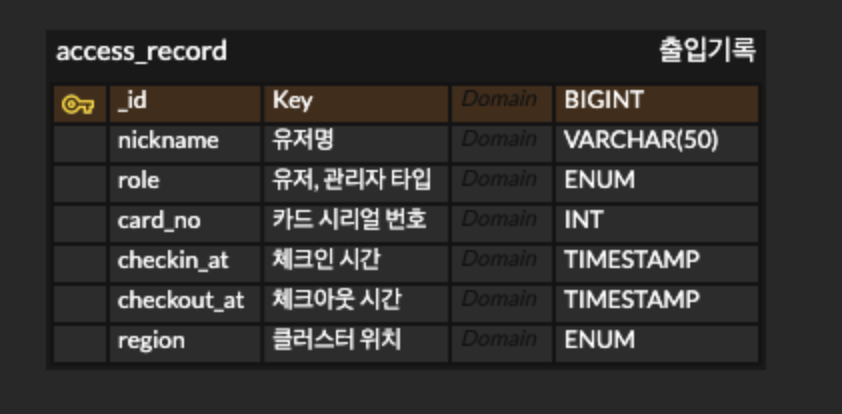 access_record 출입기록
_id Key Domain BIGINT
nickname 유저명 Domain VARCHAR(50)
role 유저, 관리자 타입 Domain ENUM
card_no 카드 시리얼 번호 Domain INT
checkin_at 체크인 시간 Domain TIMESTAMP
checkout_at 체크아웃 시간 Domain TIMESTAMP
region 클러스터 위치 Domain ENUM